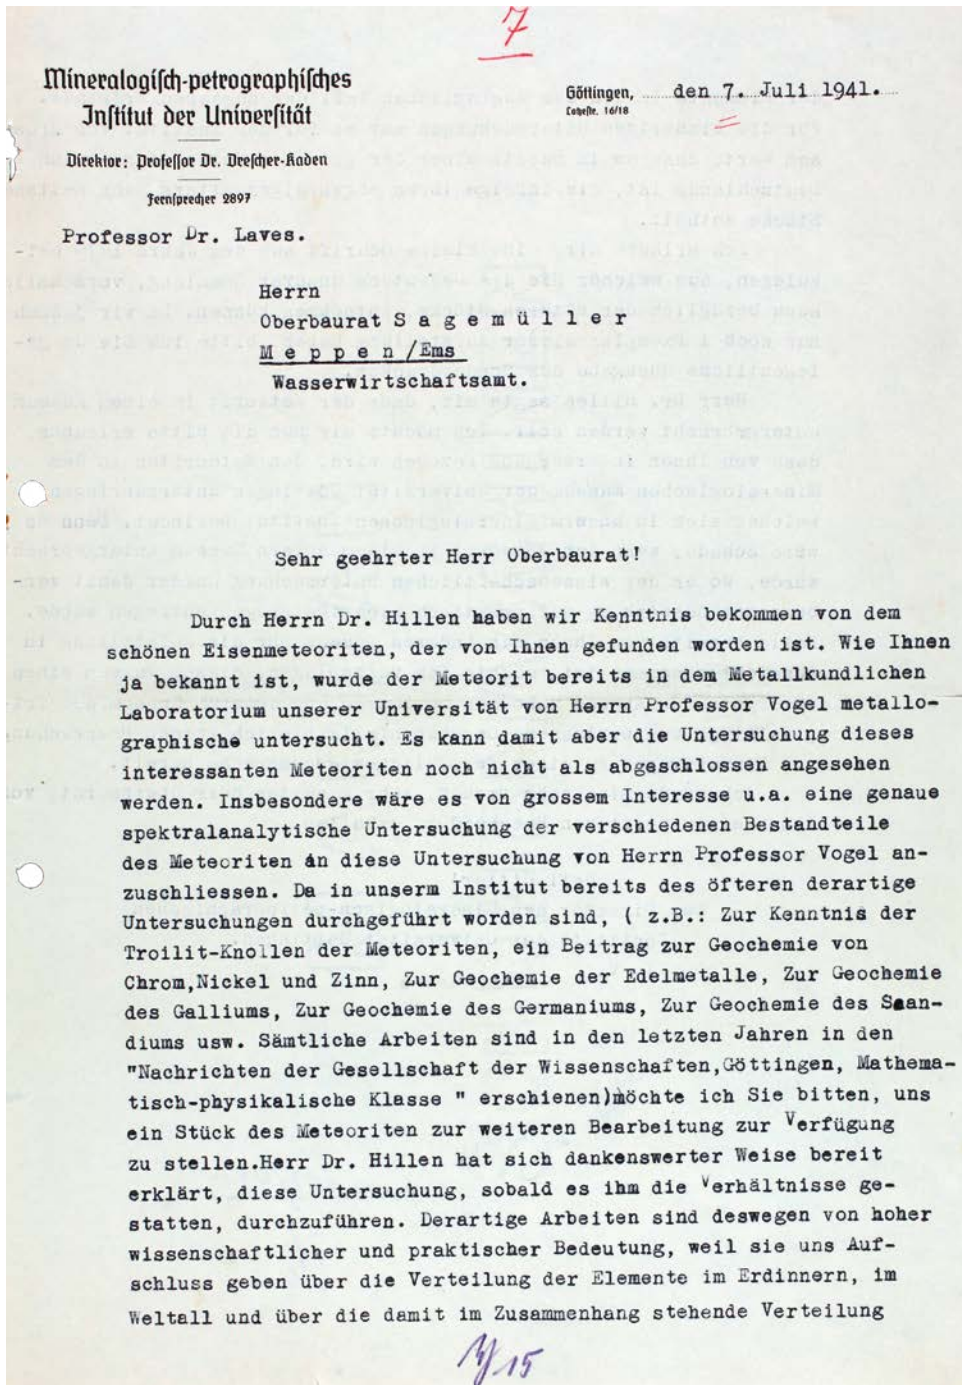 7
Mineralogisch-petrographisches
Institut der Universität
Direktor: Professor Dr. Drescher-Kaden
Fernsprecher 2897
Göttingen, den 7. Juli 1941.
Lotzestr. 16/18
Professor Dr. Laves.
Herrn
Oberbaurat S a g e m ü l l e r
M e p p e n /Ems
Wasserwirtschaftsamt.
Sehr geehrter Herr Oberbaurat!
Durch Herrn Dr. Hillen haben wir Kenntnis bekommen von dem
schönen Eisenmeteoriten, der von Ihnen gefunden worden ist. Wie Ihnen
ja bekannt ist, wurde der Meteorit bereits in dem Metallkundlichen
Laboratorium unserer Universität von Herrn Professor Vogel metallo-
graphische untersucht. Es kann damit aber die Untersuchung dieses
interessanten Meteoriten noch nicht als abgeschlossen angesehen
werden. Insbesondere wäre es von grossem Interesse u.a. eine genaue
spektralanalytische Untersuchung der verschiedenen Bestandteile
des Meteoriten an diese Untersuchung von Herrn Professor Vogel an-
zuschliessen. Da in unserm Institut bereits des öfteren derartige
Untersuchungen durchgeführt worden sind, ( z.B.: Zur Kenntnis der
Troilit-Knollen der Meteoriten, ein Beitrag zur Geochemie von
Chrom,Nickel und Zinn, Zur Geochemie der Edelmetalle, Zur Geochemie
des Galliums, Zur Geochemie des Germaniums, Zur Geochemie des Scan-
diums usw. Sämtliche Arbeiten sind in den letzten Jahren in den
"Nachrichten der Gesellschaft der Wissenschaften,Göttingen, Mathema-
tisch-physikalische Klasse " erschienen)möchte ich Sie bitten, uns
ein Stück des Meteoriten zur weiteren Bearbeitung zur Verfügung
zu stellen.Herr Dr. Hillen hat sich dankenswerter Weise bereit
erklärt, diese Untersuchung, sobald es ihm die Verhältnisse ge-
statten, durchzuführen. Derartige Arbeiten sind deswegen von hoher
wissenschaftlicher und praktischer Bedeutung, weil sie uns Auf-
schluss geben über die Verteilung der Elemente im Erdinnern, im
Weltall und über die damit im Zusammenhang stehende Verteilung
15